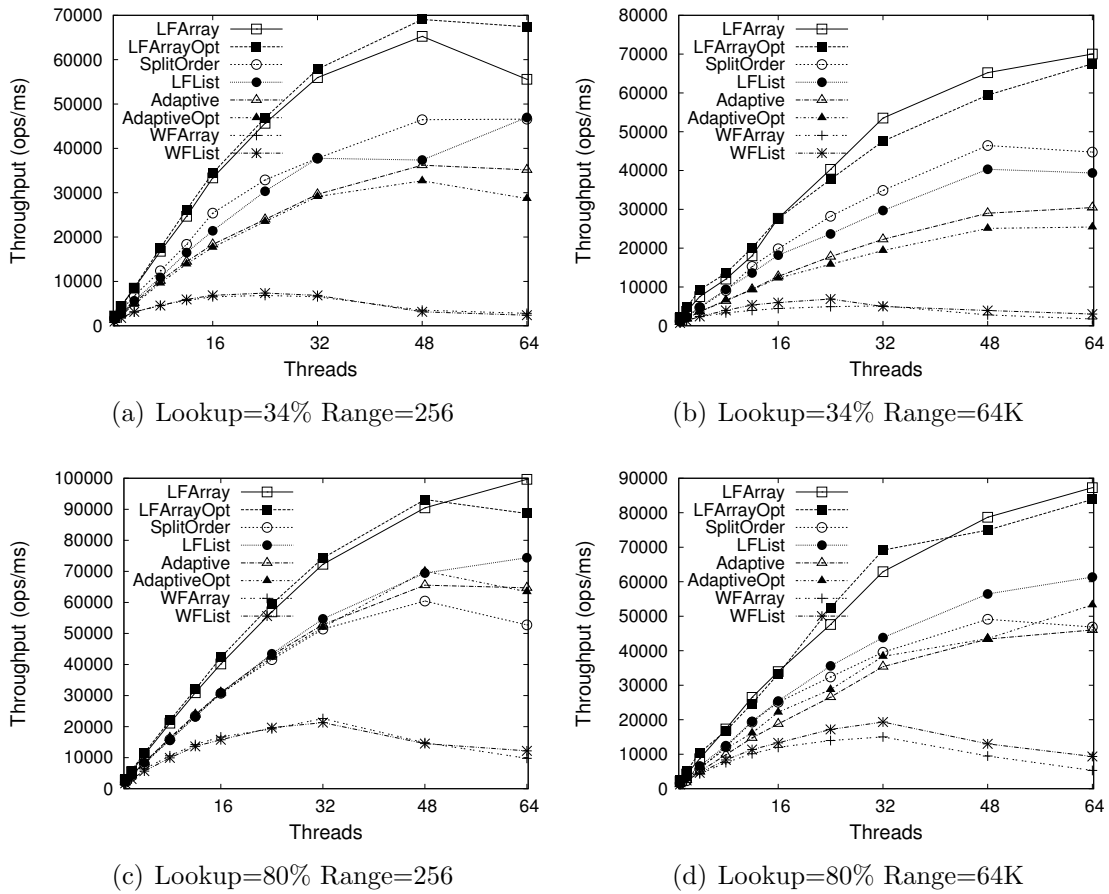 70000
60000
50000
40000
30000
20000
10000
0
Throughput (ops/ms)
LFArray
LFArrayOpt
SplitOrder
LFList
Adaptive
AdaptiveOpt
WFArray
WFList
16 32 48 64
Threads
(a) Lookup=34% Range=256
80000
70000
60000
50000
40000
30000
20000
10000
0
Throughput (ops/ms)
LFArray
LFArrayOpt
SplitOrder
LFList
Adaptive
AdaptiveOpt
WFArray
WFList
16 32 48 64
Threads
(b) Lookup=34% Range=64K
100000
90000
80000
70000
60000
50000
40000
30000
20000
10000
0
Throughput (ops/ms)
LFArray
LFArrayOpt
SplitOrder
LFList
Adaptive
AdaptiveOpt
WFArray
WFList
16 32 48 64
Threads
(c) Lookup=80% Range=256
90000
80000
70000
60000
50000
40000
30000
20000
10000
0
Throughput (ops/ms)
LFArray
LFArrayOpt
SplitOrder
LFList
Adaptive
AdaptiveOpt
WFArray
WFList
16 32 48 64
Threads
(d) Lookup=80% Range=64K